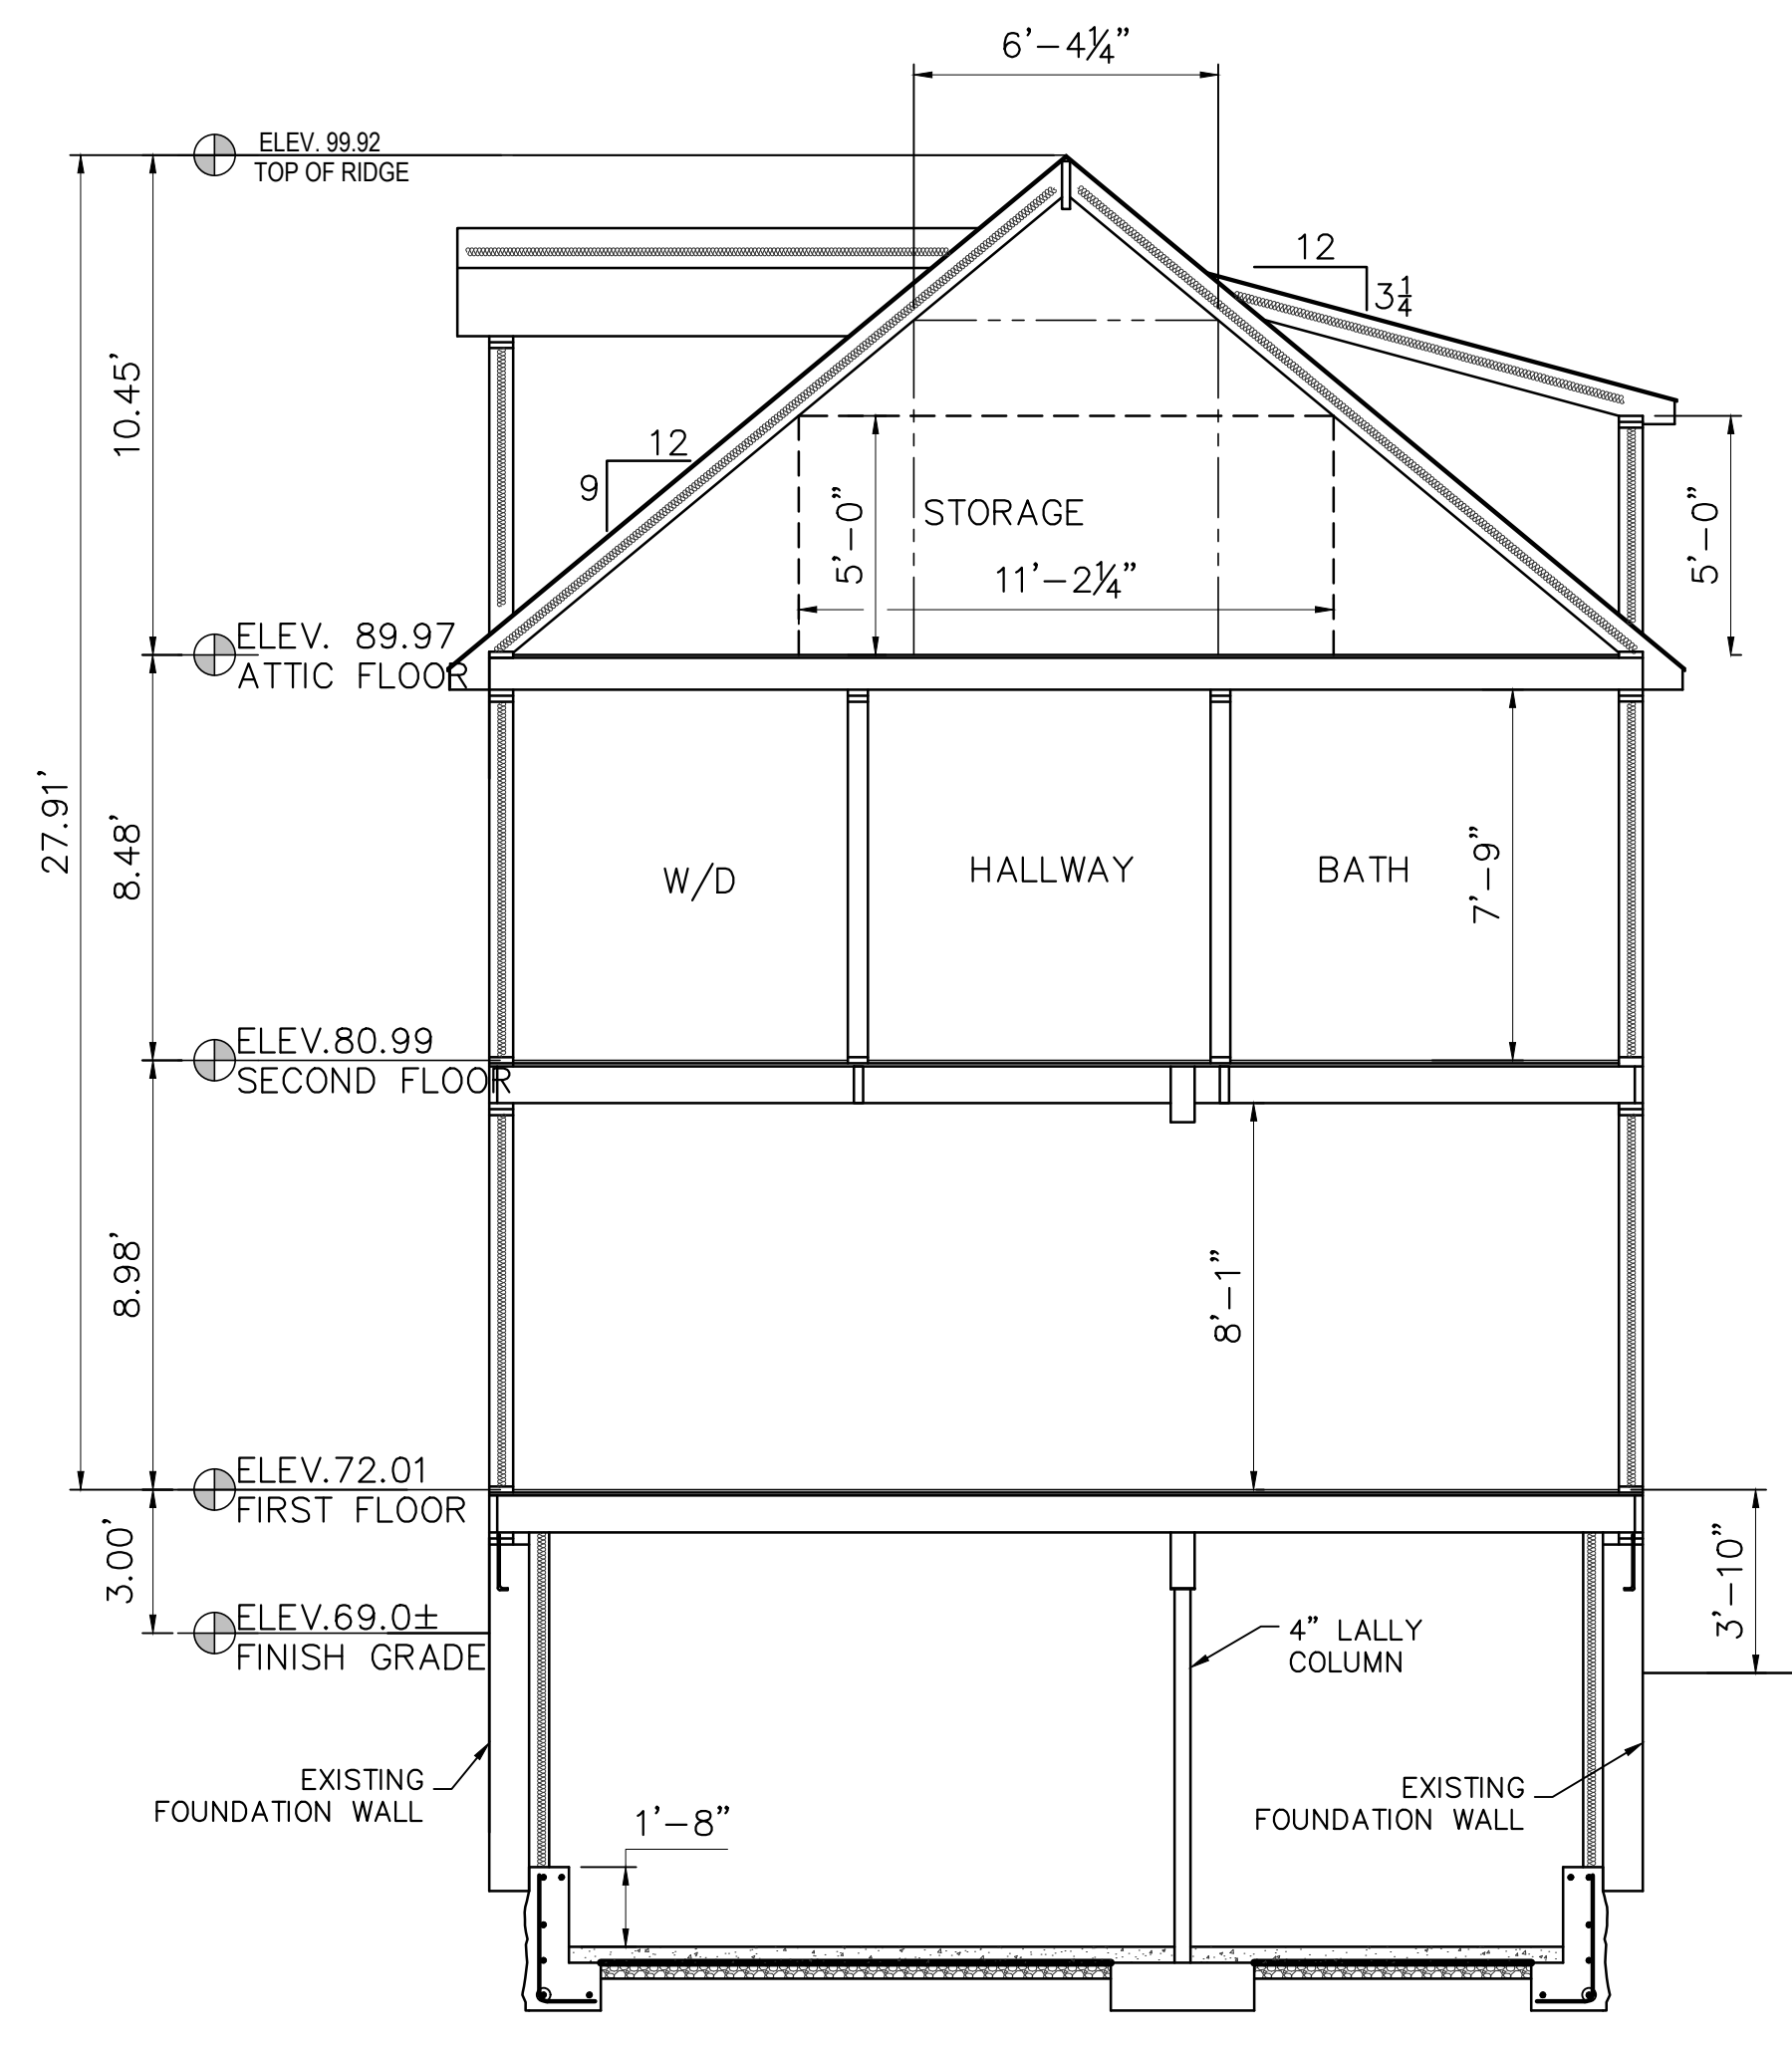 6'-4¼"
ELEV. 99.92
TOP OF RIDGE
12
3¼
10.45'
12
9
5'-0"
STORAGE
5'-0"
11'-2¼"
ELEV. 89.97
ATTIC FLOOR
27.91'
8.48'
W/D
HALLWAY
BATH
7'-9"
ELEV.80.99
SECOND FLOOR
8.98'
8'-1"
ELEV.72.01
FIRST FLOOR
3.00'
3'-10"
ELEV.69.0±
FINISH GRADE
4" LALLY
COLUMN
EXISTING
FOUNDATION WALL
EXISTING
FOUNDATION WALL
1'-8"